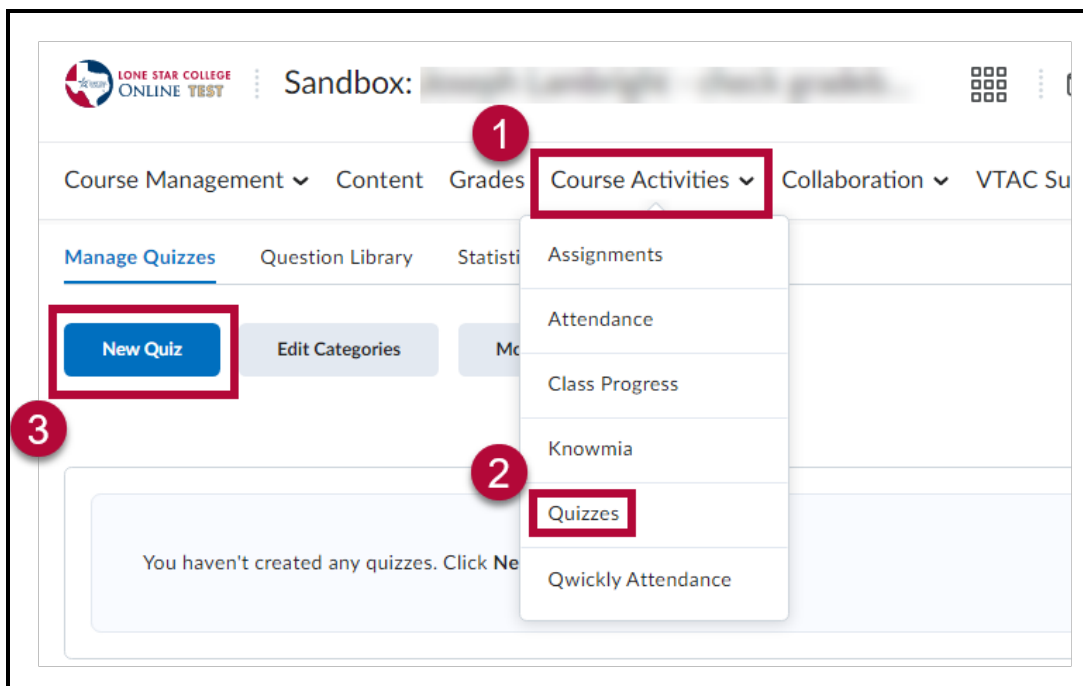 LONE STAR COLLEGE
ONLINE TEST
Sandbox:
1
Course Management Content Grades Course Activities Collaboration VTAC Su
Manage Quizzes Question Library Statisti
Assignments
Attendance
New Quiz Edit Categories Mo
Class Progress
3
Knowmia
2
Quizzes
You haven't created any quizzes. Click Ne
Qwickly Attendance